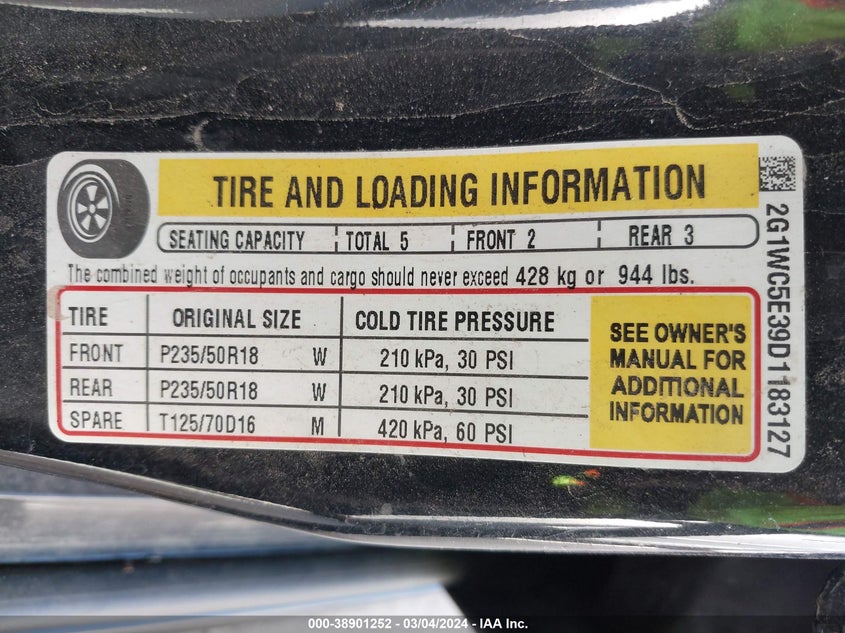 TIRE AND LOADING INFORMATION
SEATING CAPACITY TOTAL 5 FRONT 2 REAR 3
The combined weight of occupants and cargo should never exceed 428 kg or 944 lbs.
TIRE ORIGINAL SIZE COLD TIRE PRESSURE
FRONT P235/50R18 W 210 kPa, 30 PSI
REAR P235/50R18 W 210 kPa, 30 PSI
SPARE T125/70D16 M 420 kPa, 60 PSI
SEE OWNER'S
MANUAL FOR
ADDITIONAL
INFORMATION
2G1WC5E39D1183127
000-38901252 - 03/04/2024 - IAA Inc.